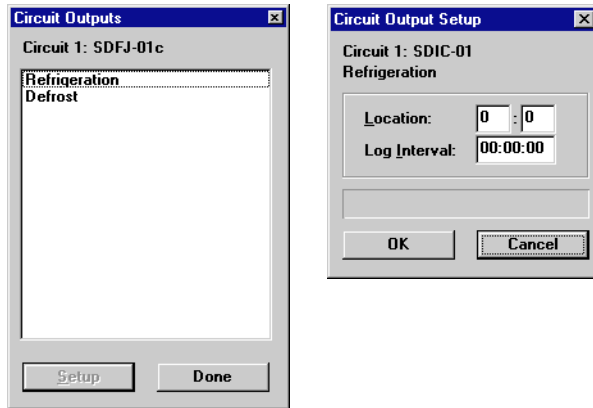 Circuit Outputs
Circuit 1: SDFJ-01c
Refrigeration
Defrost
Setup
Done
Circuit Output Setup
Circuit 1: SDIC-01
Refrigeration
Location: 0 : 0
Log Interval: 00:00:00
OK
Cancel